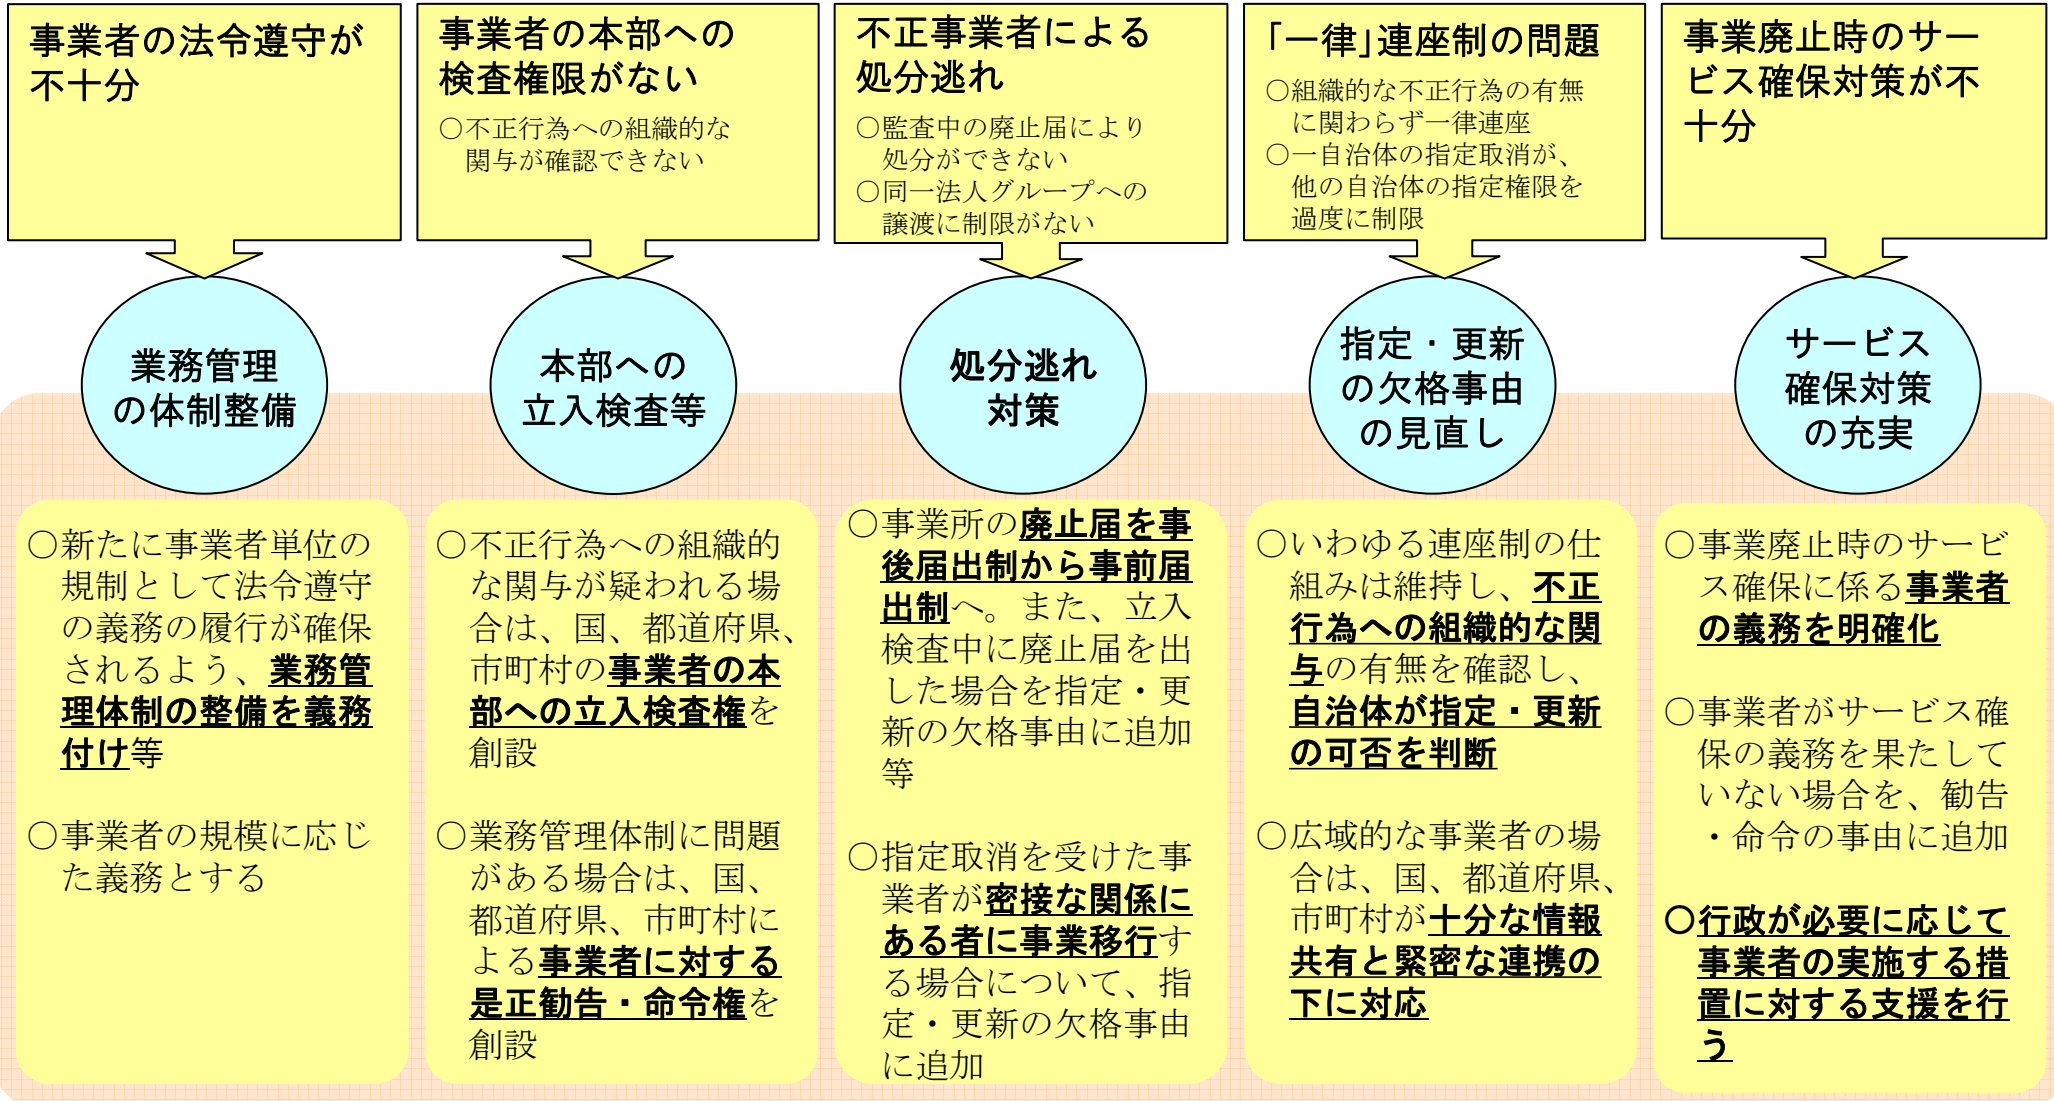 事業者の法令遵守が
不十分
事業者の本部への
検査権限がない
○不正行為への組織的な
関与が確認できない
不正事業者による
処分逃れ
○監査中の廃止届により
処分ができない
○同一法人グループへの
譲渡に制限がない
「一律」連座制の問題
○組織的な不正行為の有無
に関わらず一律連座
○一自治体の指定取消が、
他の自治体の指定権限を
過度に制限
事業廃止時のサー
ビス確保対策が不
十分
業務管理
の体制整備
本部への
立入検査等
処分逃れ
対策
指定・更新
の欠格事由
の見直し
サービス
確保対策
の充実
○新たに事業者単位の
規制として法令遵守
の義務の履行が確保
されるよう、業務管
理体制の整備を義務
付け等
○事業者の規模に応じ
た義務とする
○不正行為への組織的
な関与が疑われる場
合は、国、都道府県、
市町村の事業者の本
部への立入検査権を
創設
○業務管理体制に問題
がある場合は、国、
都道府県、市町村に
よる事業者に対する
是正勧告・命令権を
創設
○事業所の廃止届を事
後届出制から事前届
出制へ。また、立入
検査中に廃止届を出
した場合を指定・更
新の欠格事由に追加
等
○指定取消を受けた事
業者が密接な関係に
ある者に事業移行す
る場合について、指
定・更新の欠格事由
に追加
○いわゆる連座制の仕
組みは維持し、不正
行為への組織的な関
与の有無を確認し、
自治体が指定・更新
の可否を判断
○広域的な事業者の場
合は、国、都道府県、
市町村が十分な情報
共有と緊密な連携の
下に対応
○事業廃止時のサービ
ス確保に係る事業者
の義務を明確化
○事業者がサービス確
保の義務を果たして
いない場合を、勧告
・命令の事由に追加
○行政が必要に応じて
事業者の実施する措
置に対する支援を行
う